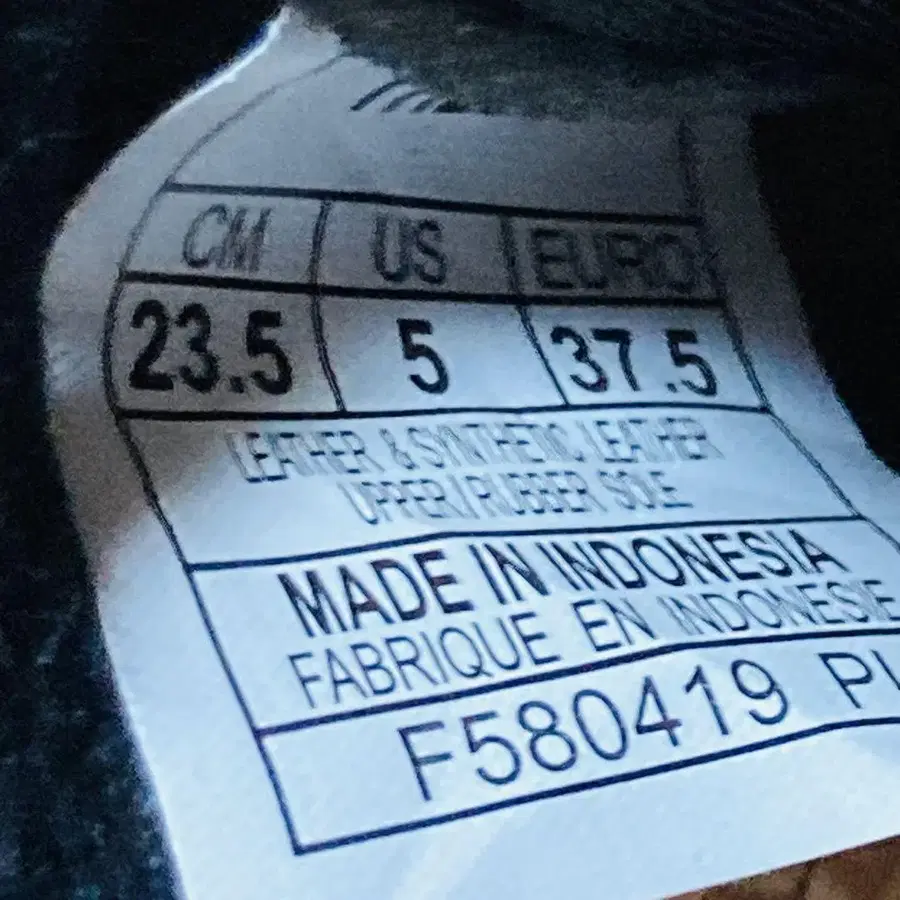 CM US EURO
23.5 5 37.5
LEATHER & SYNTHETIC LEATHER
UPPER/RUBBER SOLE
MADE IN INDONESIA
FABRIQUE EN INDONESIE
F580419